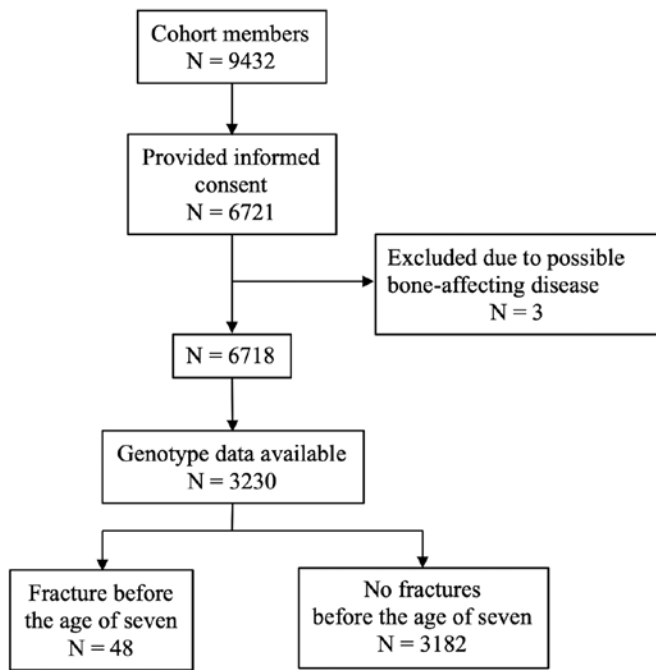 Cohort members
N = 9432
Provided informed
consent
N = 6721
Excluded due to possible
bone-affecting disease
N = 3
N = 6718
Genotype data available
N = 3230
Fracture before
the age of seven
N = 48
No fractures
before the age of seven
N = 3182